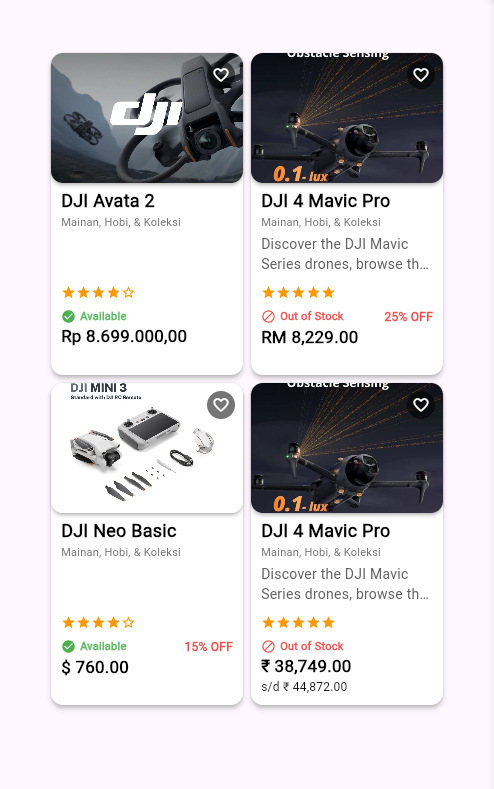 dji
DJI Avata 2
Mainan, Hobi, & Koleksi
Available
Rp 8.699.000,00
Obstacle Sensing
0.1-lux
DJI 4 Mavic Pro
Mainan, Hobi, & Koleksi
Discover the DJI Mavic
Series drones, browse th...
Out of Stock
25% OFF
RM 8,229.00
DJI MINI 3
Standard with DJI RC Remote
DJI Neo Basic
Mainan, Hobi, & Koleksi
Available
15% OFF
$ 760.00
Obstacle Sensing
0.1-lux
DJI 4 Mavic Pro
Mainan, Hobi, & Koleksi
Discover the DJI Mavic
Series drones, browse th...
Out of Stock
₹ 38,749.00
s/d ₹ 44,872.00